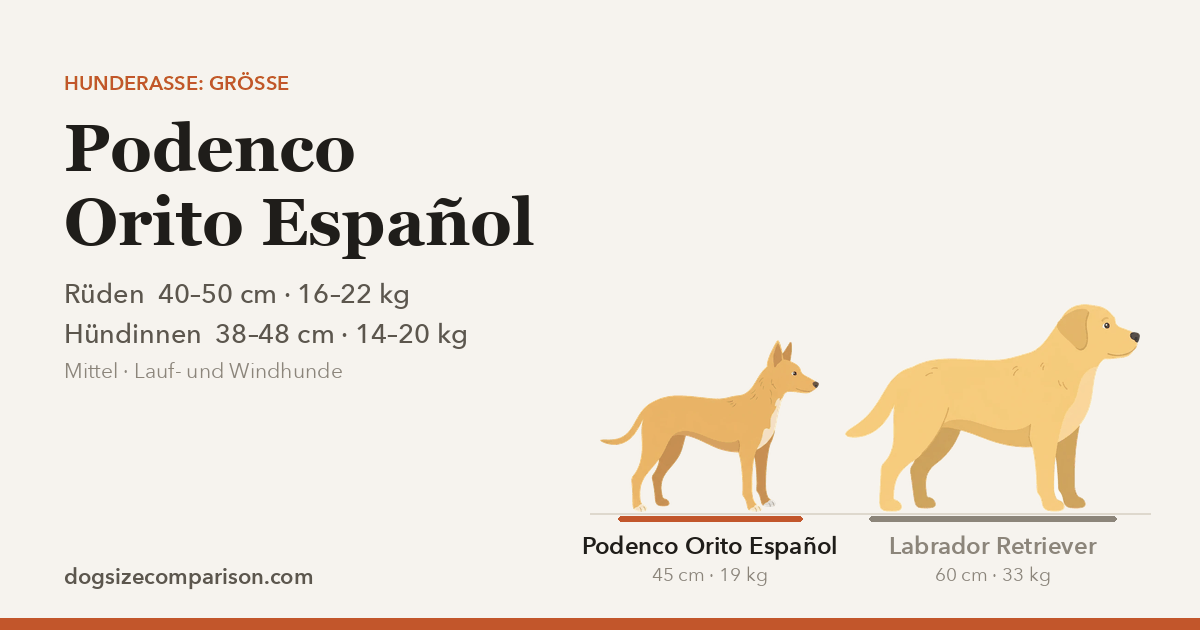 HUNDERASSE: GRÖSSE
Podenco
Orito Español
Rüden 40–50 cm · 16–22 kg
Hündinnen 38–48 cm · 14–20 kg
Mittel · Lauf- und Windhunde
Podenco Orito Español
45 cm · 19 kg
Labrador Retriever
60 cm · 33 kg
dogsizecomparison.com